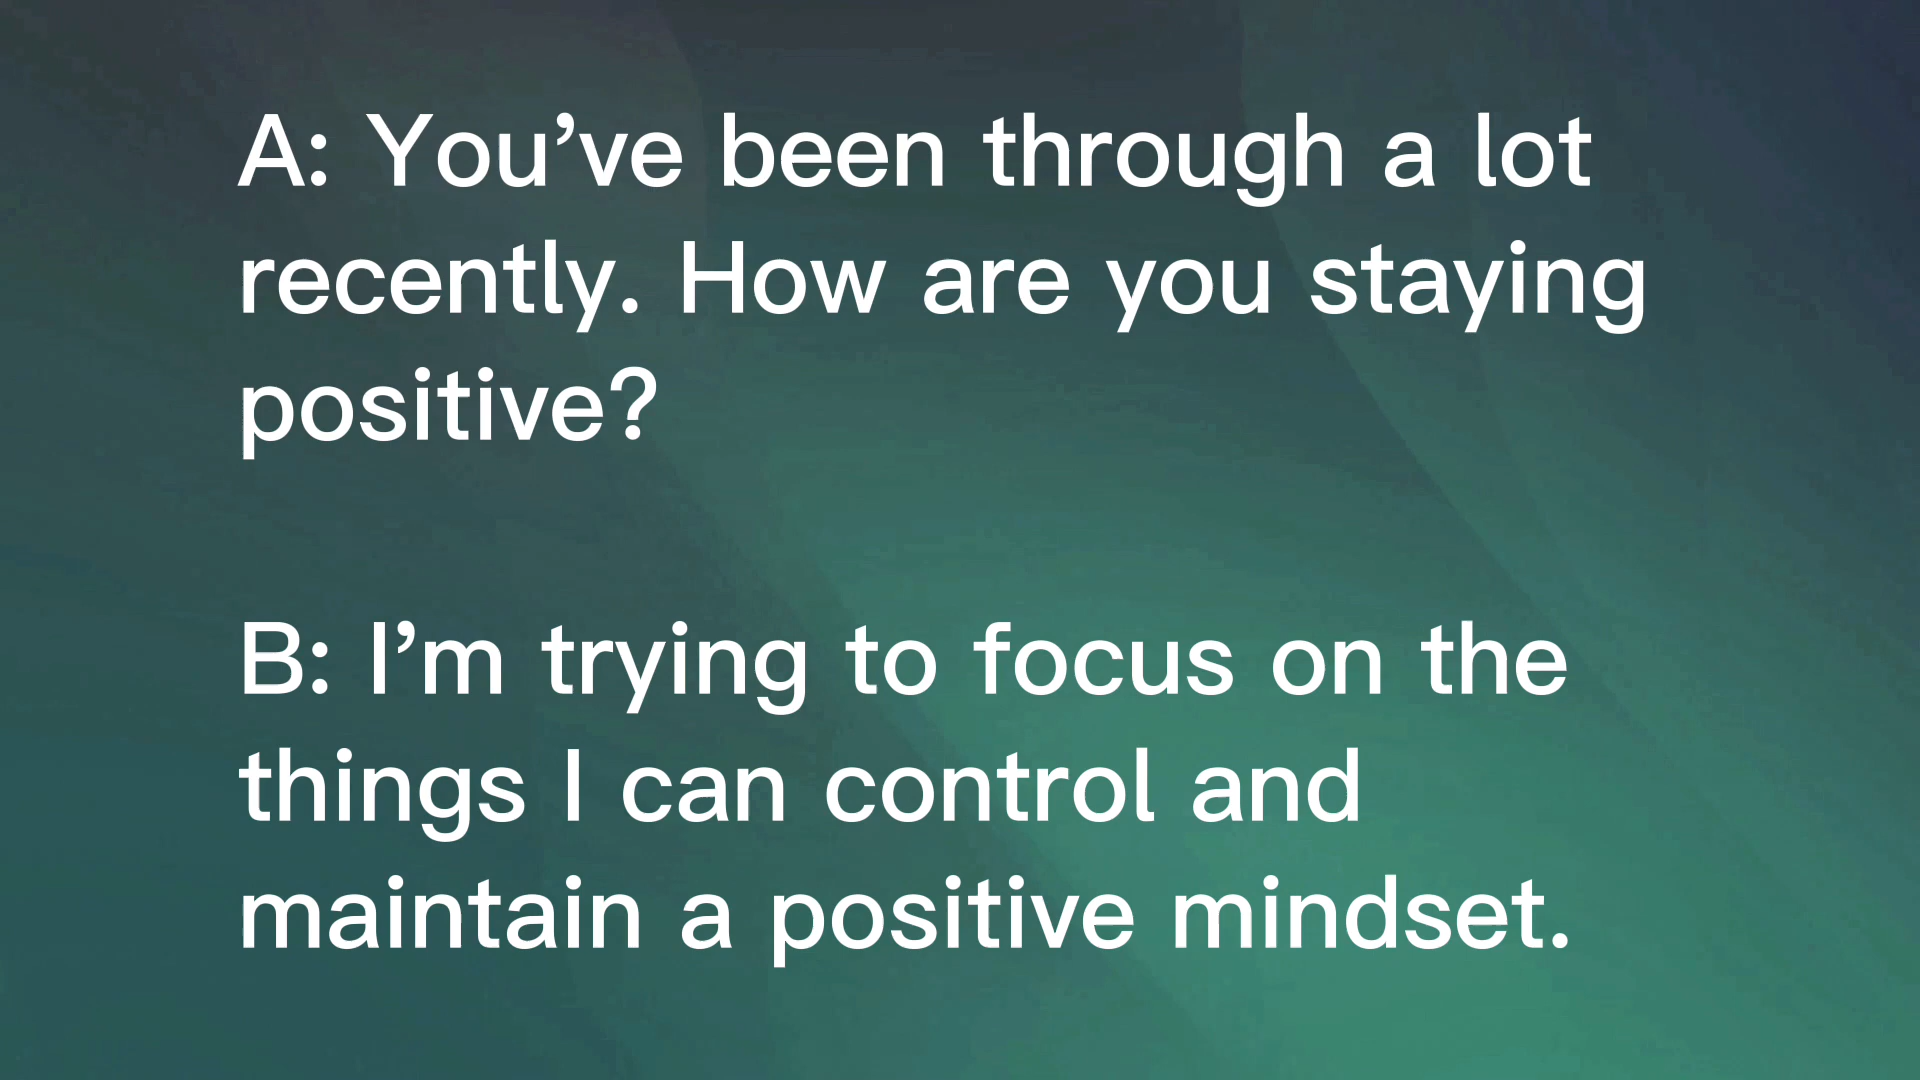 A: You’ve been through a lot
recently. How are you staying
positive?
B: I’m trying to focus on the
things I can control and
maintain a positive mindset.